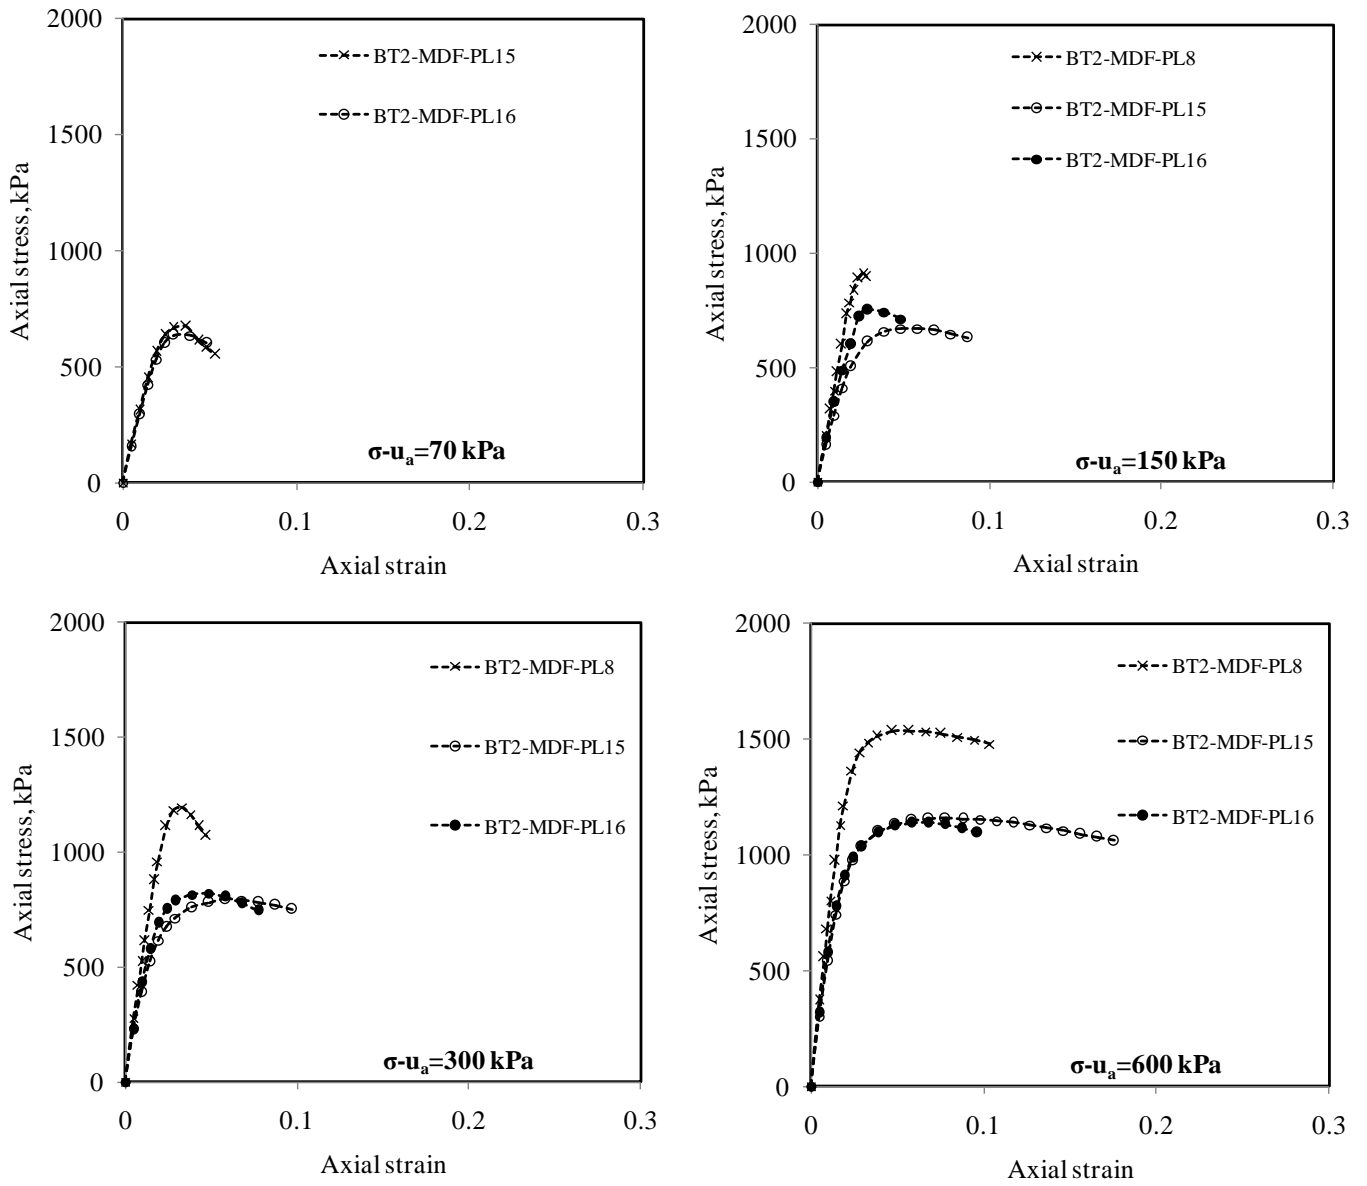 2000
1500
1000
500
0
Axial stress, kPa
BT2-MDF-PL15
BT2-MDF-PL16
σ-uₐ=70 kPa
0 0.1 0.2 0.3
Axial strain
2000
1500
1000
500
0
Axial stress, kPa
BT2-MDF-PL8
BT2-MDF-PL15
BT2-MDF-PL16
σ-uₐ=150 kPa
0 0.1 0.2 0.3
Axial strain
2000
1500
1000
500
0
Axial stress, kPa
BT2-MDF-PL8
BT2-MDF-PL15
BT2-MDF-PL16
σ-uₐ=300 kPa
0 0.1 0.2 0.3
Axial strain
2000
1500
1000
500
0
Axial stress, kPa
BT2-MDF-PL8
BT2-MDF-PL15
BT2-MDF-PL16
σ-uₐ=600 kPa
0 0.1 0.2 0.3
Axial strain